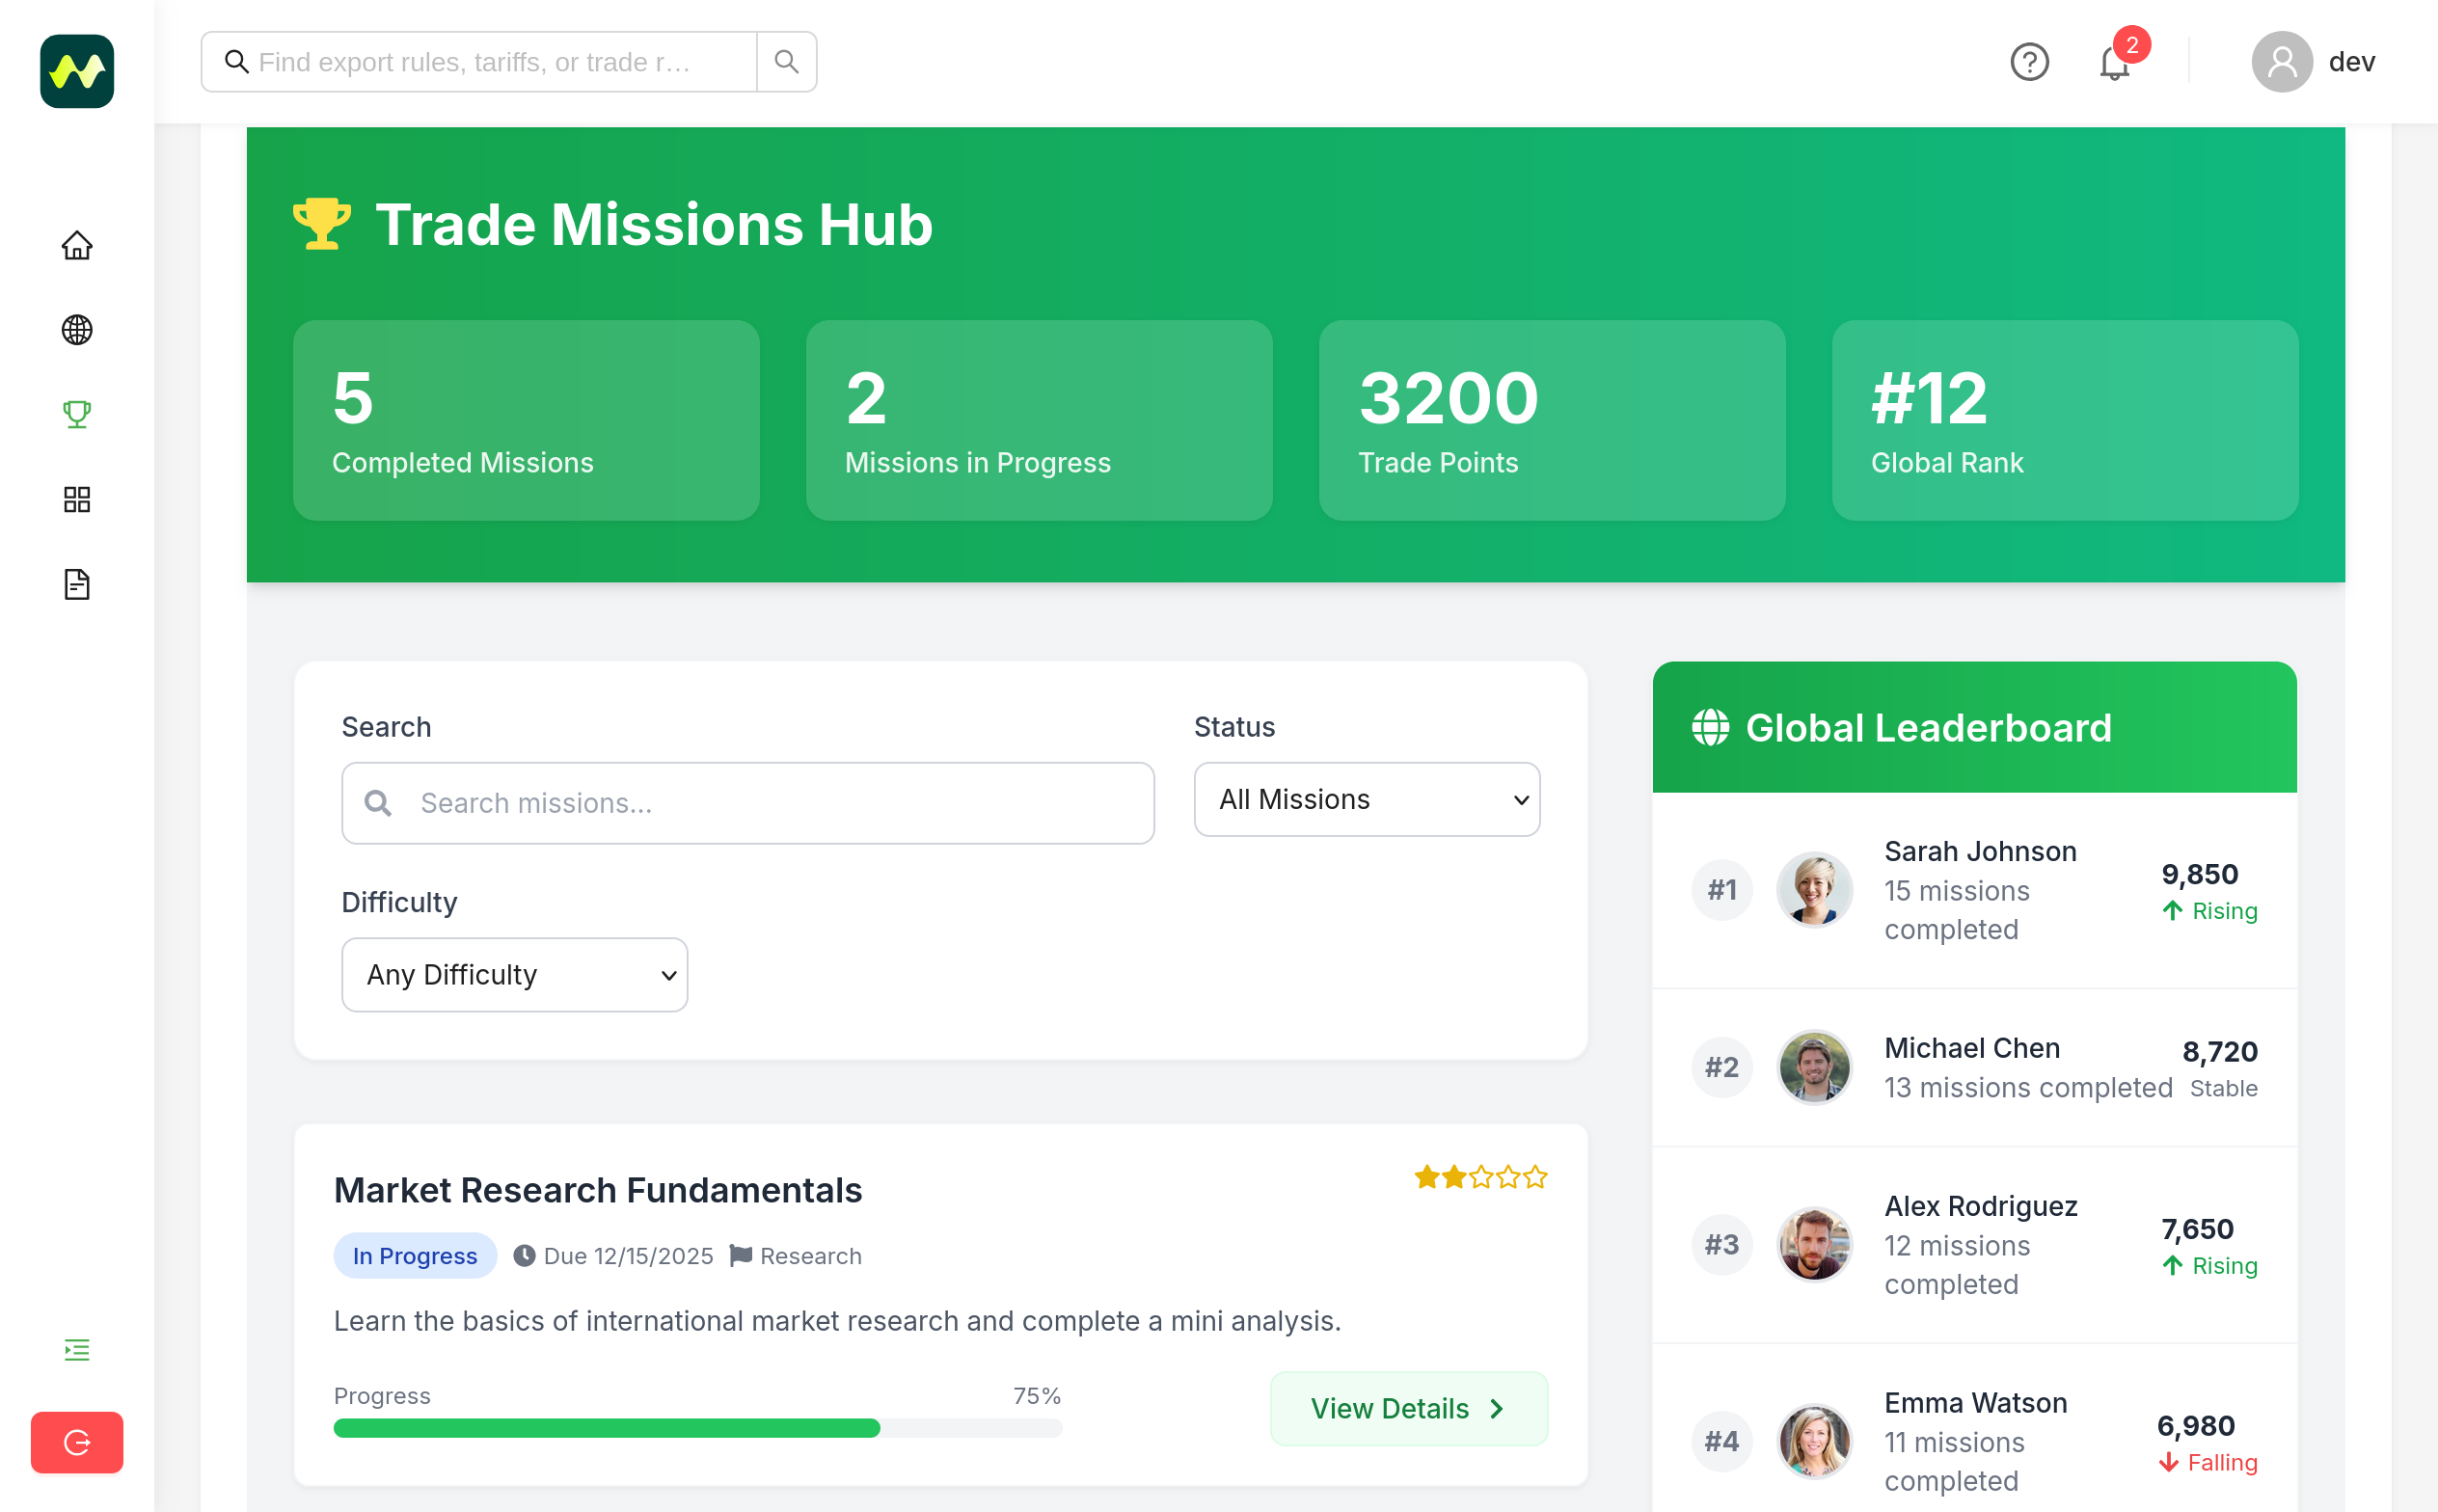 Find export rules, tariffs, or trade r...
2
dev
Trade Missions Hub
5
Completed Missions
2
Missions in Progress
3200
Trade Points
#12
Global Rank
Search
Search missions...
Status
All Missions
Difficulty
Any Difficulty
Market Research Fundamentals
In Progress
Due 12/15/2025
Research
Learn the basics of international market research and complete a mini analysis.
Progress
75%
View Details
Global Leaderboard
#1
Sarah Johnson
15 missions
completed
9,850
Rising
#2
Michael Chen
13 missions completed
8,720
Stable
#3
Alex Rodriguez
12 missions
completed
7,650
Rising
#4
Emma Watson
11 missions
completed
6,980
Falling